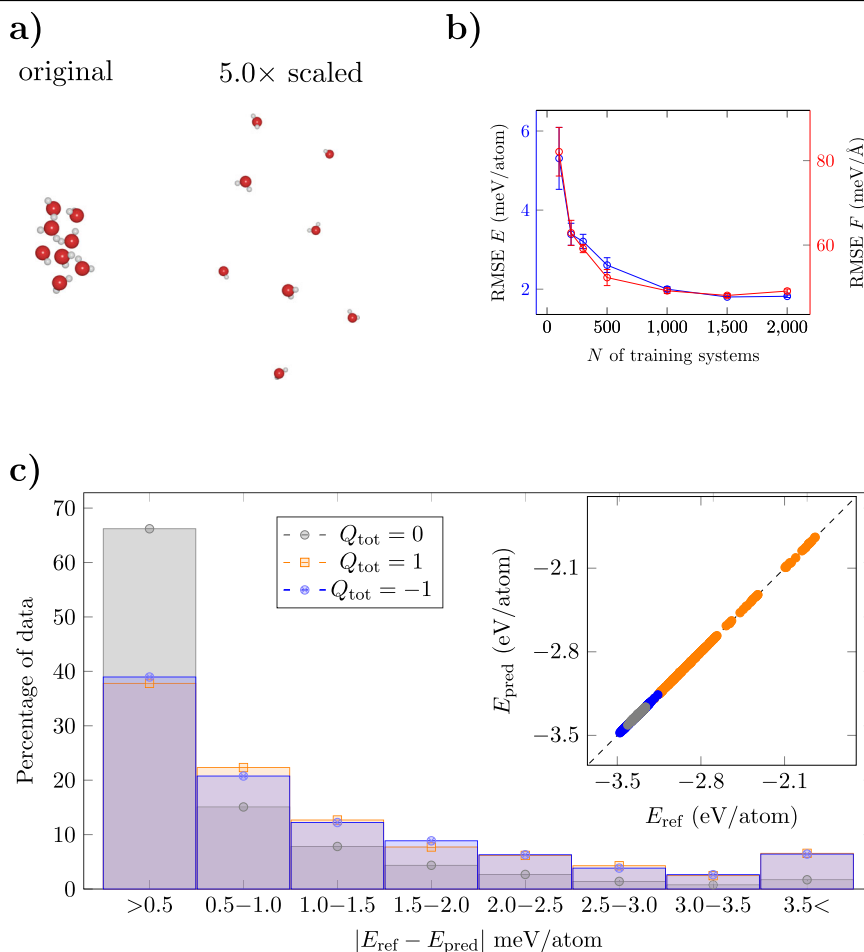 a)
original
5.0× scaled
b)
RMSE E (meV/atom)
6
4
2
80
60
RMSE F (meV/Å)
0
500
1,000
1,500
2,000
N of training systems
c)
Percentage of data
70
60
50
40
30
20
10
0
Q_tot = 0
Q_tot = 1
Q_tot = −1
>0.5
0.5−1.0
1.0−1.5
1.5−2.0
2.0−2.5
2.5−3.0
3.0−3.5
3.5<
|E_ref − E_pred| meV/atom
E_pred (eV/atom)
−2.1
−2.8
−3.5
−3.5
−2.8
−2.1
E_ref (eV/atom)